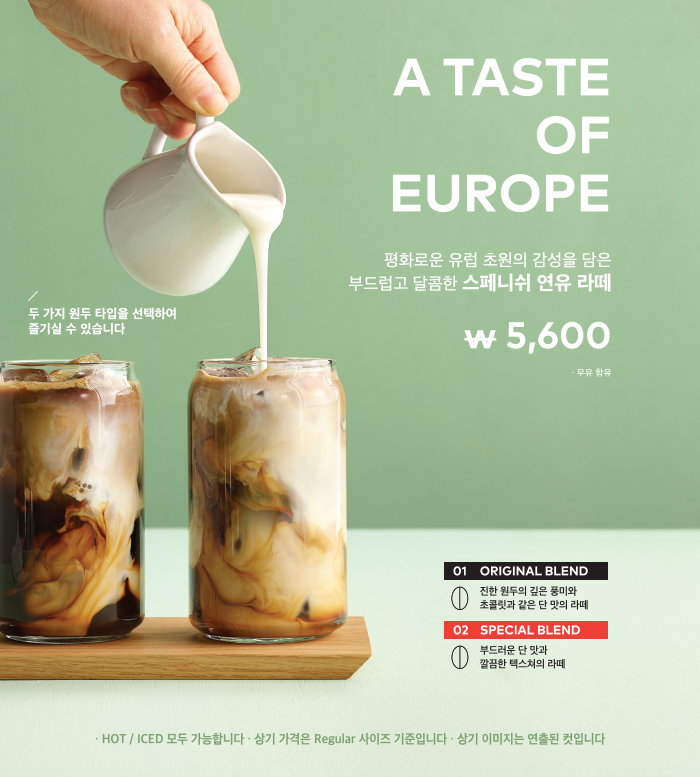 A TASTE
OF
EUROPE
평화로운 유럽 초원의 감성을 담은
부드럽고 달콤한 스페니쉬 연유 라떼
₩ 5,600
· 우유 함유
두 가지 원두 타입을 선택하여
즐기실 수 있습니다
01 ORIGINAL BLEND
진한 원두의 깊은 풍미와
초콜릿과 같은 단 맛의 라떼
02 SPECIAL BLEND
부드러운 단 맛과
깔끔한 텍스쳐의 라떼
· HOT / ICED 모두 가능합니다 · 상기 가격은 Regular 사이즈 기준입니다 · 상기 이미지는 연출된 컷입니다